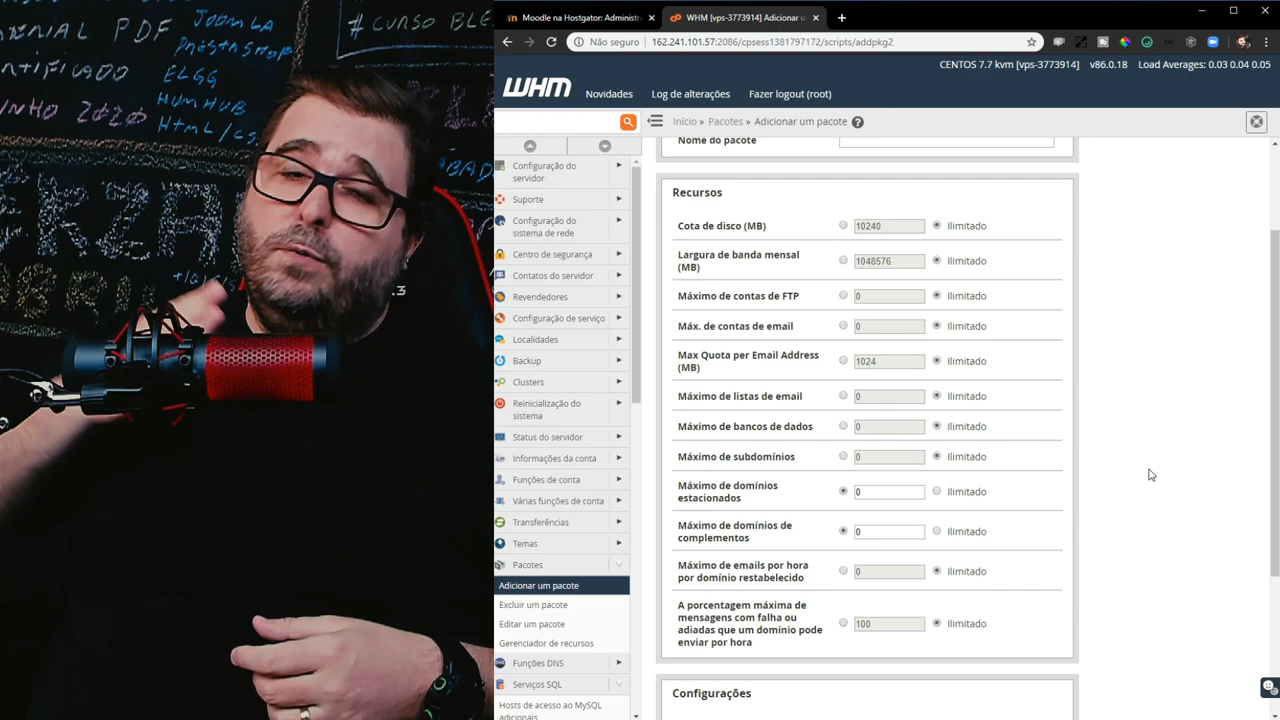 Moodle na Hostgator: Administra
WHM [vps-3773914] Adicionar u
Não seguro
162.241.101.57:2086/cpsess1381797172/scripts/addpkg2
CENTOS 7.7 kvm [vps-3773914] v86.0.18 Load Averages: 0.03 0.04 0.05
WHM
Novidades
Log de alterações
Fazer logout (root)
Início » Pacotes » Adicionar um pacote
Configuração do
servidor
Suporte
Configuração do
sistema de rede
Centro de segurança
Contatos do servidor
Revendedores
Configuração de serviço
Localidades
Backup
Clusters
Reinicialização do
sistema
Status do servidor
Informações da conta
Funções de conta
Várias funções de conta
Transferências
Temas
Pacotes
Adicionar um pacote
Excluir um pacote
Editar um pacote
Gerenciador de recursos
Funções DNS
Serviços SQL
Hosts de acesso ao MySQL
adicionais
Nome do pacote
Recursos
Cota de disco (MB)
10240
Ilimitado
Largura de banda mensal
(MB)
1048576
Ilimitado
Máximo de contas de FTP
0
Ilimitado
Máx. de contas de email
0
Ilimitado
Max Quota per Email Address
(MB)
1024
Ilimitado
Máximo de listas de email
0
Ilimitado
Máximo de bancos de dados
0
Ilimitado
Máximo de subdomínios
0
Ilimitado
Máximo de domínios
estacionados
0
Ilimitado
Máximo de domínios de
complementos
0
Ilimitado
Máximo de emails por hora
por domínio restabelecido
0
Ilimitado
A porcentagem máxima de
mensagens com falha ou
adiadas que um domínio pode
enviar por hora
100
Ilimitado
Configurações
PDF
JOOMLA
PRESTASHOP
ELGG
HUMHUB
HTML/CS
# CURSO BLE